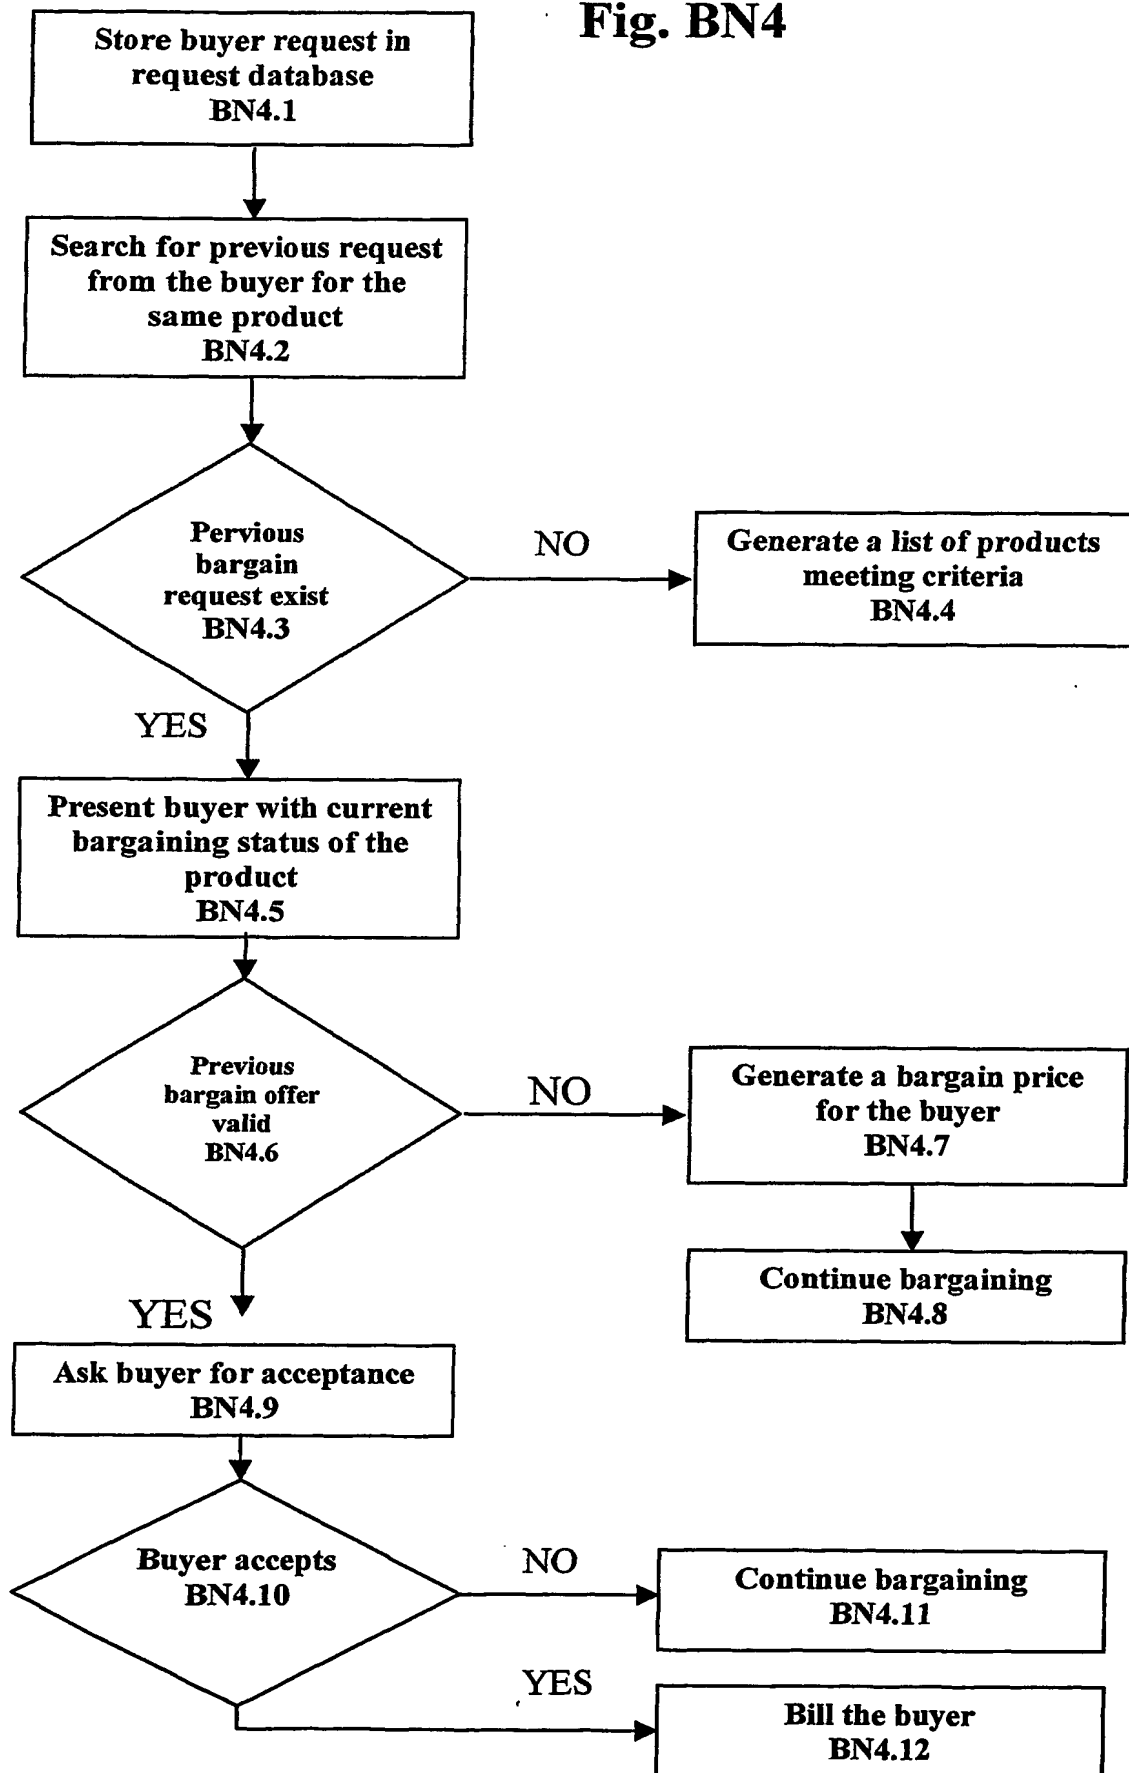 Fig. BN4
Store buyer request in
request database
BN4.1
Search for previous request
from the buyer for the
same product
BN4.2
Pervious
bargain
request exist
BN4.3
NO
Generate a list of products
meeting criteria
BN4.4
YES
Present buyer with current
bargaining status of the
product
BN4.5
Previous
bargain offer
valid
BN4.6
NO
Generate a bargain price
for the buyer
BN4.7
Continue bargaining
BN4.8
YES
Ask buyer for acceptance
BN4.9
Buyer accepts
BN4.10
NO
Continue bargaining
BN4.11
YES
Bill the buyer
BN4.12